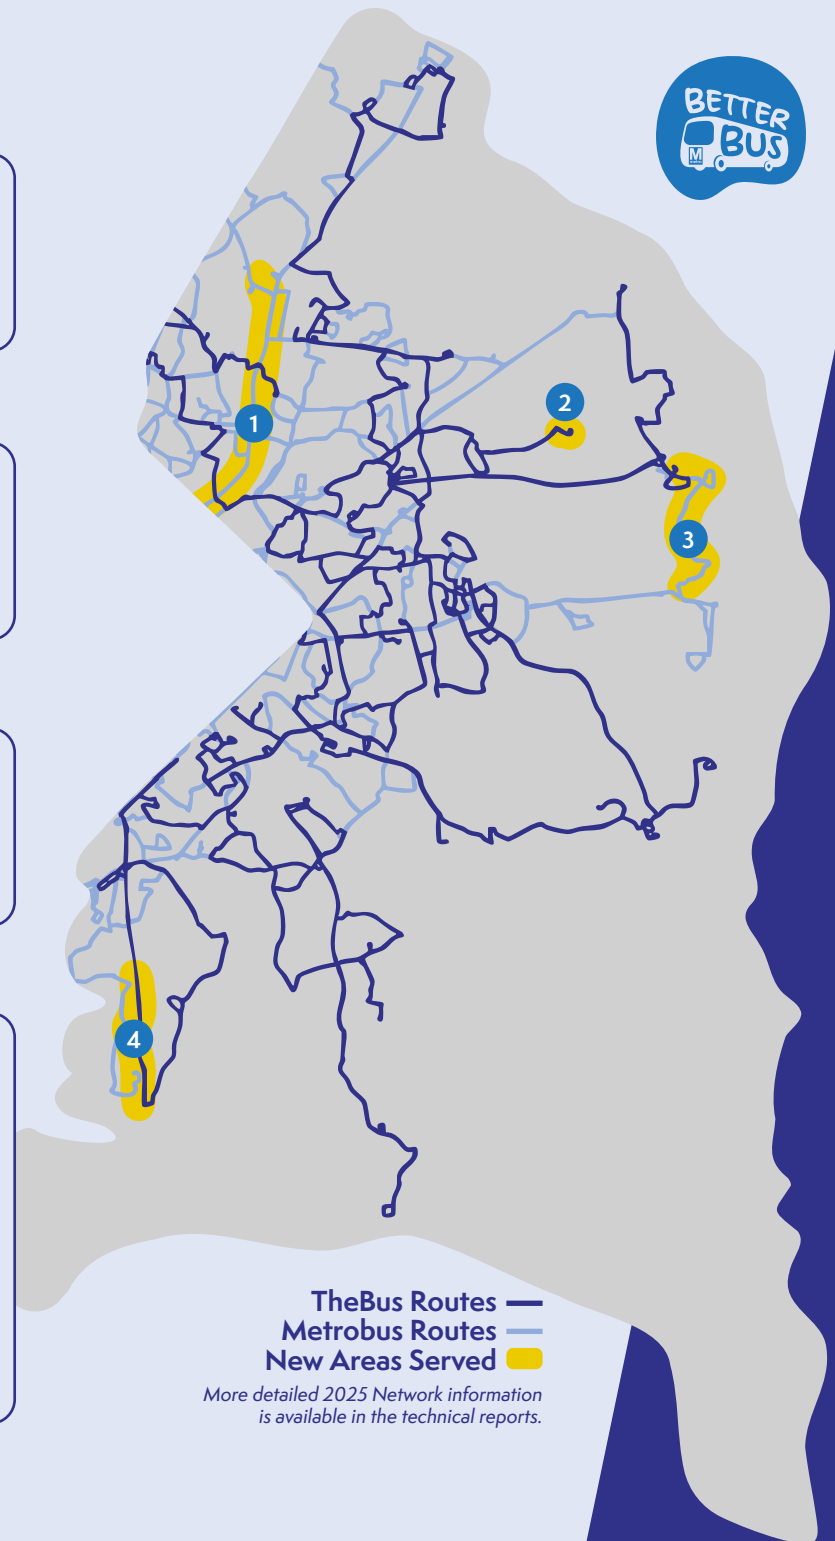 BETTER
BUS
M
1
2
3
4
TheBus Routes
Metrobus Routes
New Areas Served
More detailed 2025 Network information
is available in the technical reports.